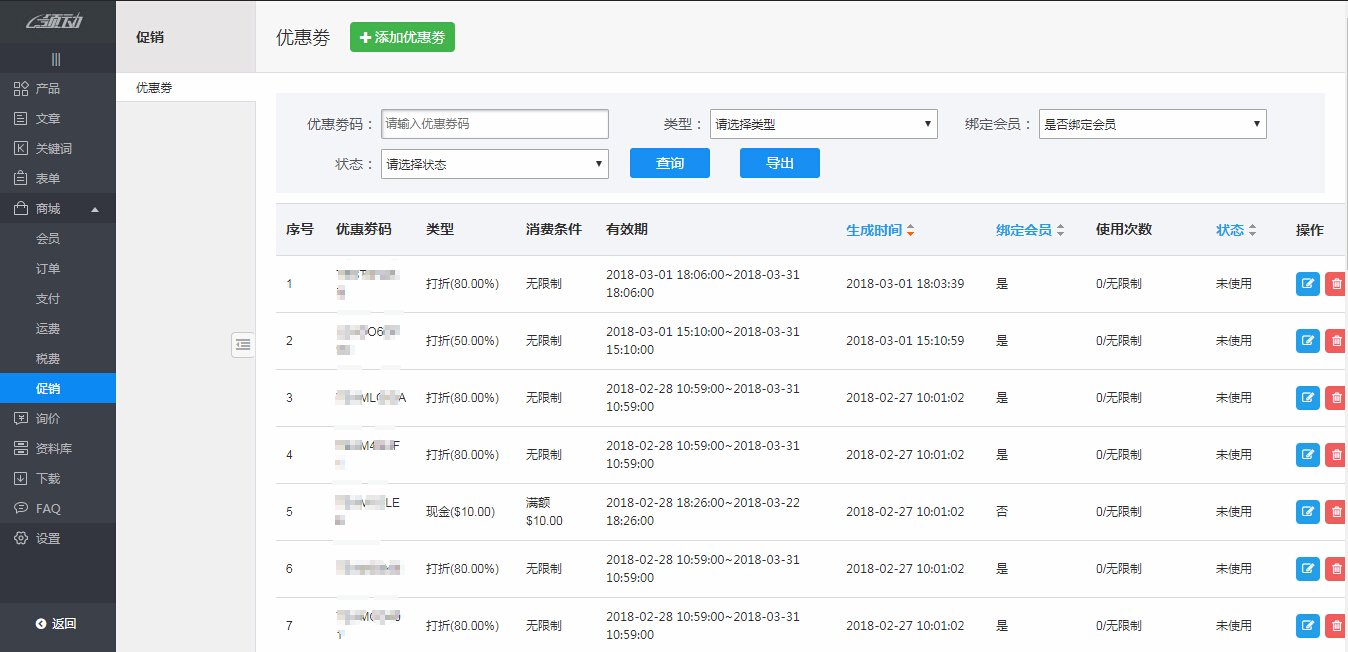 领动
产品
文章
关键词
表单
商城
会员
订单
支付
运费
税费
促销
询价
资料库
下载
FAQ
设置
返回
促销
优惠券
优惠券
添加优惠券
优惠券码： 请输入优惠券码 类型： 请选择类型 绑定会员： 是否绑定会员
状态： 请选择状态 查询 导出
序号 优惠券码 类型 消费条件 有效期 生成时间 绑定会员 使用次数 状态 操作
1 打折(80.00%) 无限制 2018-03-01 18:06:00~2018-03-31 2018-03-01 18:03:39 是 0/无限制 未使用
18:06:00
2 打折(50.00%) 无限制 2018-03-01 15:10:00~2018-03-31 2018-03-01 15:10:59 是 0/无限制 未使用
15:10:00
3 打折(80.00%) 无限制 2018-02-28 10:59:00~2018-03-31 2018-02-27 10:01:02 是 0/无限制 未使用
10:59:00
4 打折(80.00%) 无限制 2018-02-28 10:59:00~2018-03-31 2018-02-27 10:01:02 是 0/无限制 未使用
10:59:00
5 现金($10.00) 满额 2018-02-28 18:26:00~2018-03-22 2018-02-27 10:01:02 否 0/无限制 未使用
$10.00 18:26:00
6 打折(80.00%) 无限制 2018-02-28 10:59:00~2018-03-31 2018-02-27 10:01:02 是 0/无限制 未使用
10:59:00
7 打折(80.00%) 无限制 2018-02-28 10:59:00~2018-03-31 2018-02-27 10:01:02 是 0/无限制 未使用
10:59:00